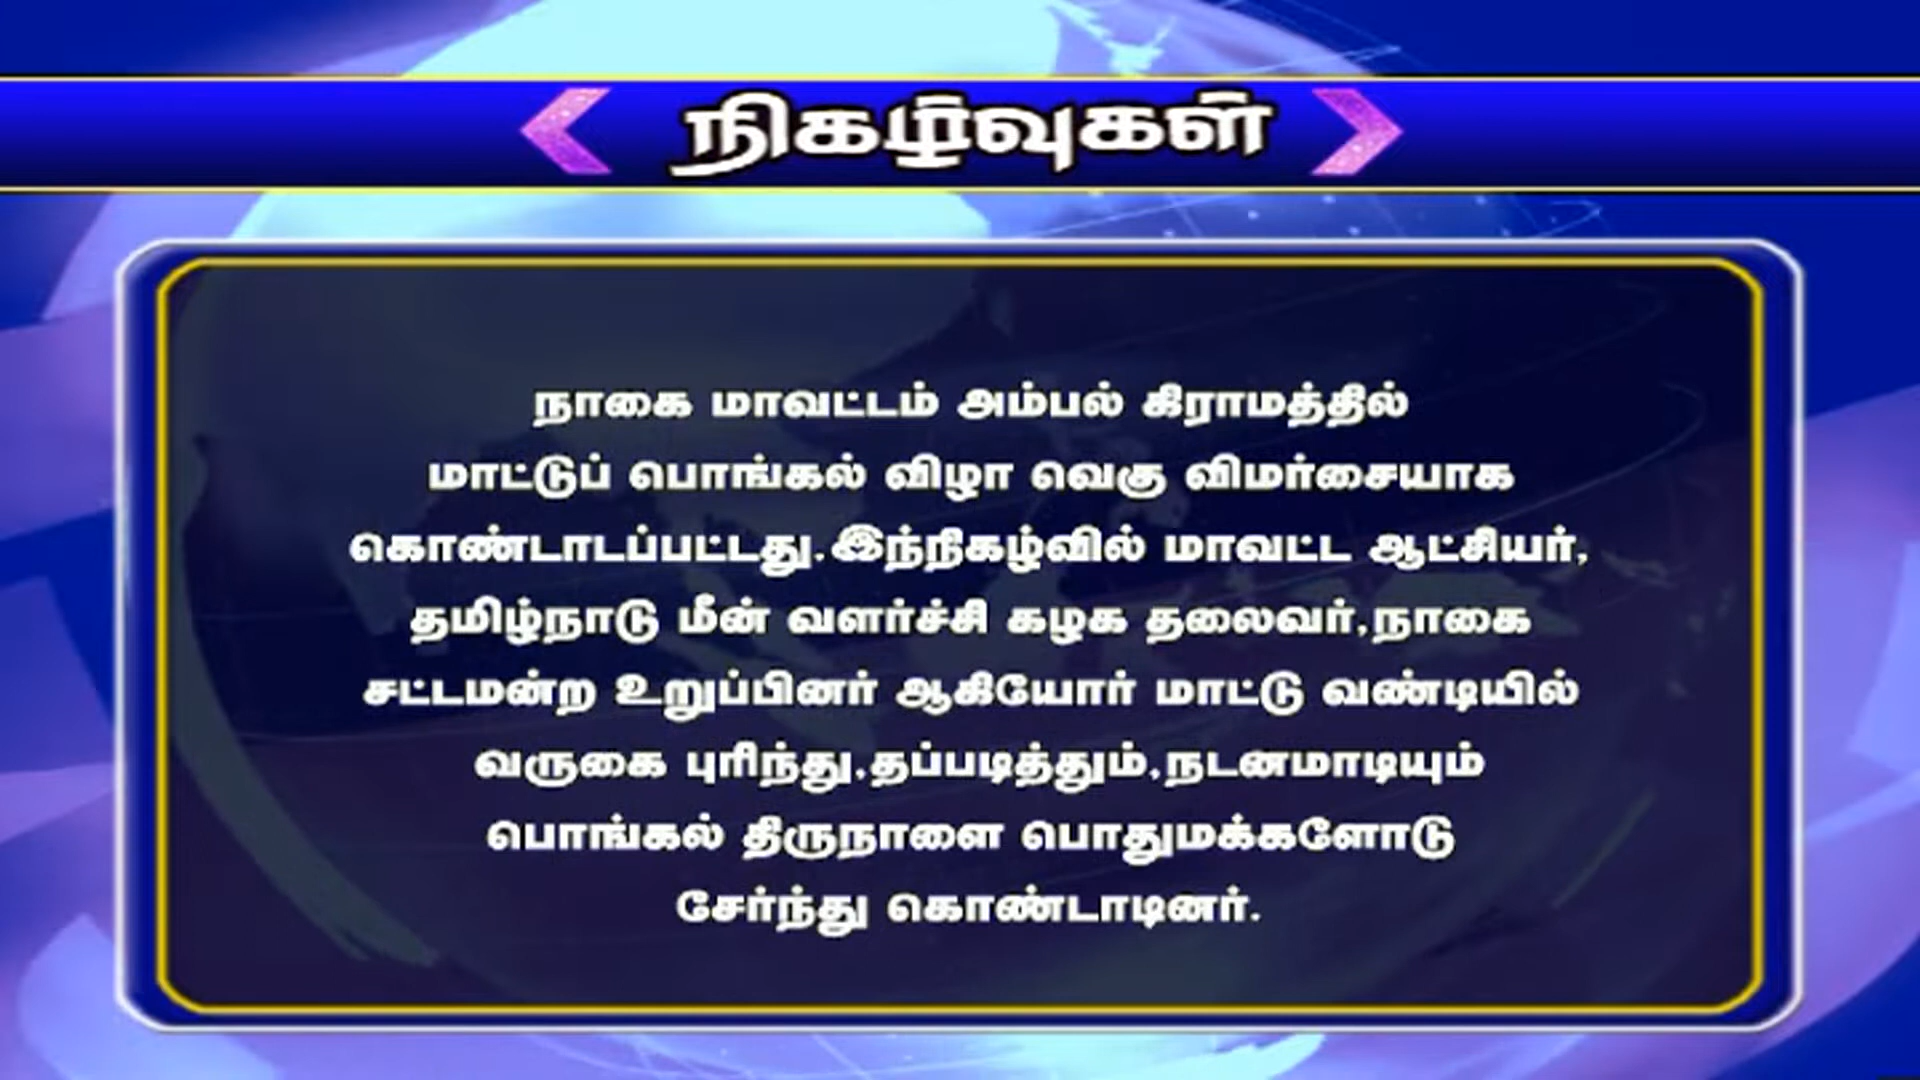 நிகழ்வுகள்
நாகை மாவட்டம் அம்பல் கிராமத்தில்
மாட்டுப் பொங்கல் விழா வெகு விமர்சையாக
கொண்டாடப்பட்டது.இந்நிகழ்வில் மாவட்ட ஆட்சியர்,
தமிழ்நாடு மீன் வளர்ச்சி கழக தலைவர்,நாகை
சட்டமன்ற உறுப்பினர் ஆகியோர் மாட்டு வண்டியில்
வருகை புரிந்து,தப்படித்தும்,நடனமாடியும்
பொங்கல் திருநாளை பொதுமக்களோடு
சேர்ந்து கொண்டாடினர்.